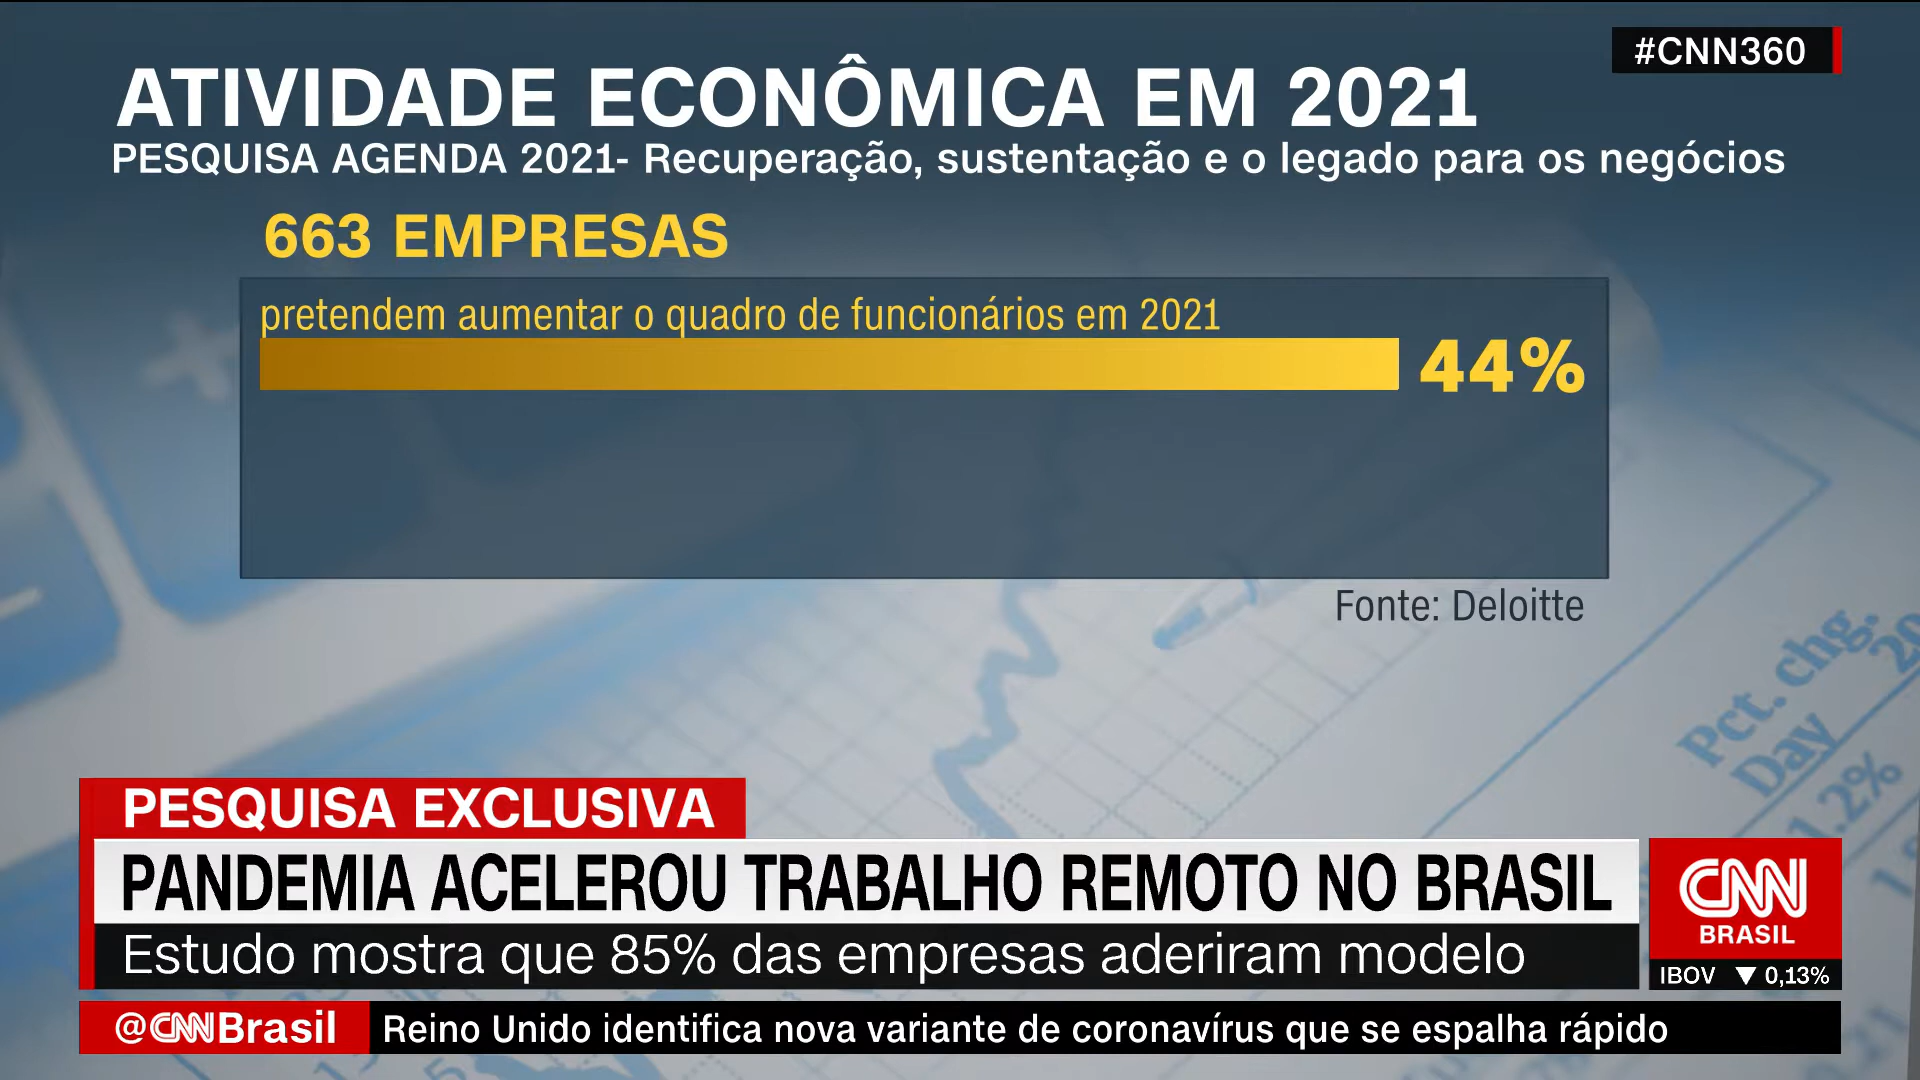 #CNN360
ATIVIDADE ECONÔMICA EM 2021
PESQUISA AGENDA 2021- Recuperação, sustentação e o legado para os negócios
663 EMPRESAS
pretendem aumentar o quadro de funcionários em 2021
44%
Fonte: Deloitte
Pct. chg.
Day
1.2%
PESQUISA EXCLUSIVA
PANDEMIA ACELEROU TRABALHO REMOTO NO BRASIL
Estudo mostra que 85% das empresas aderiram modelo
CNN
BRASIL
IBOV ▼ 0,13%
@CNNBrasil
Reino Unido identifica nova variante de coronavírus que se espalha rápido